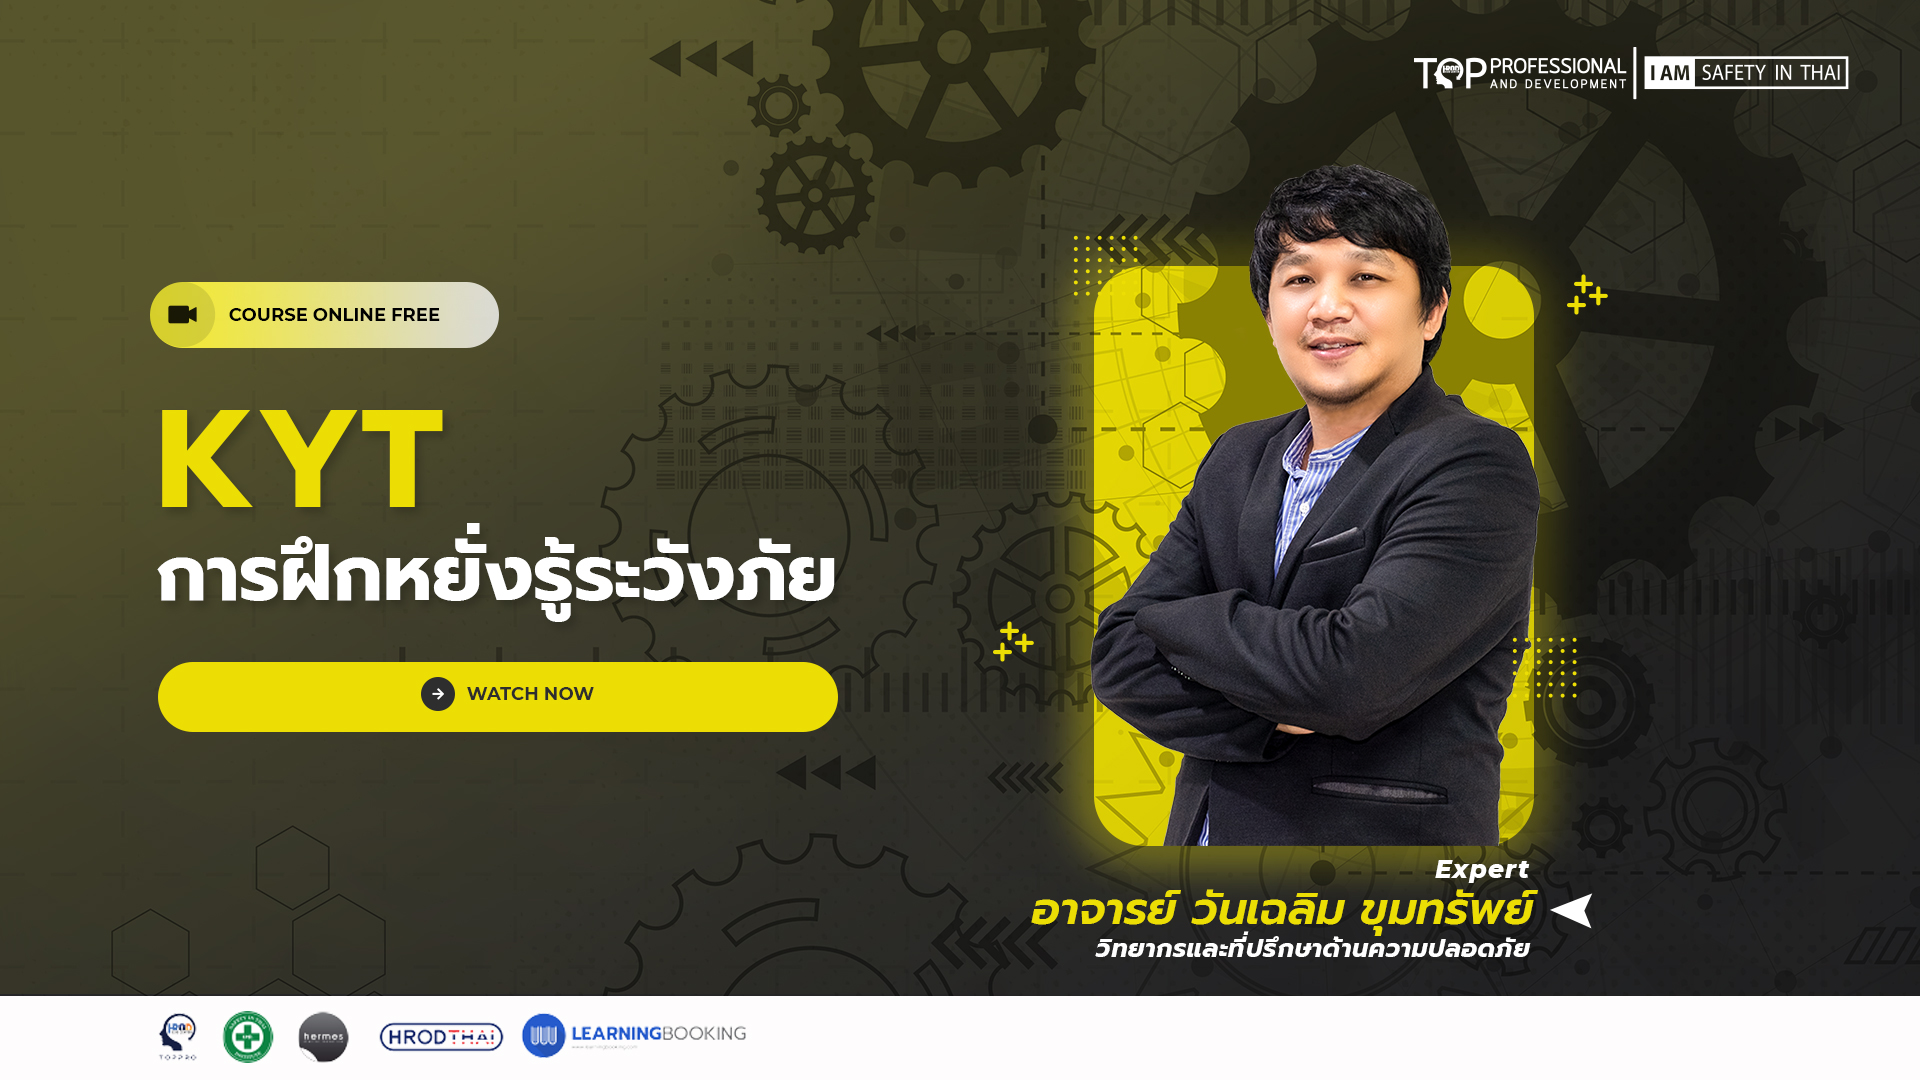 TOP PROFESSIONAL
AND DEVELOPMENT
I AM SAFETY IN THAI
COURSE ONLINE FREE
KYT
การฝึกหยั่งรู้ระวังภัย
WATCH NOW
Expert
อาจารย์ วันเฉลิม ขุมทรัพย์
วิทยากรและที่ปรึกษาด้านความปลอดภัย
TOPPRO
hermes
HRODTHAI
LEARNINGBOOKING